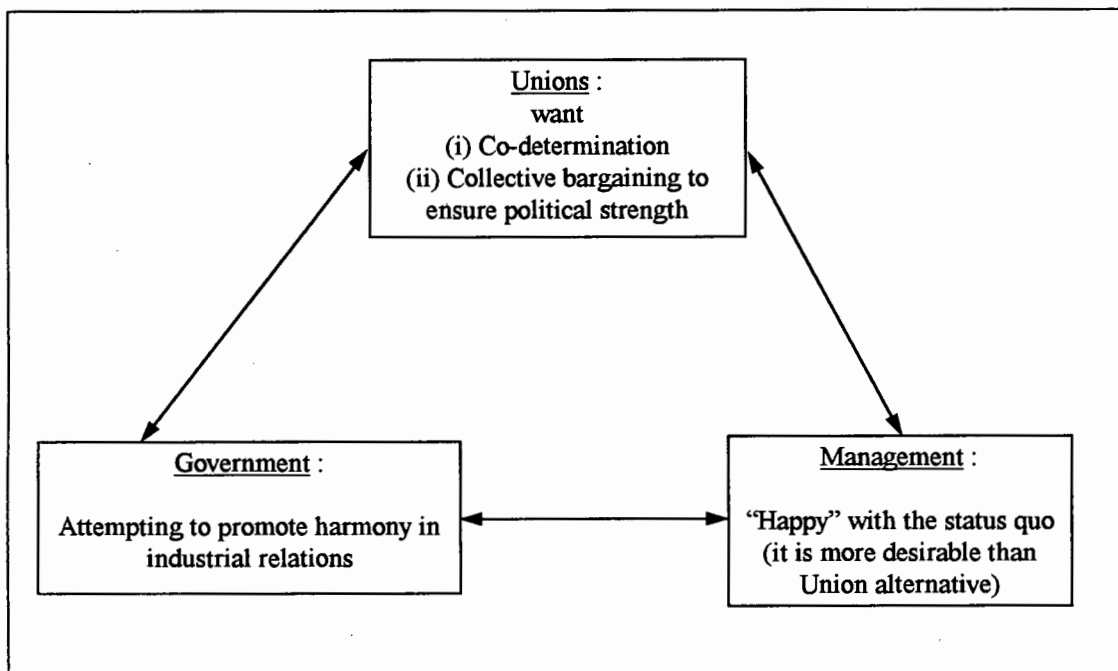 Unions :
want
(i) Co-determination
(ii) Collective bargaining to
ensure political strength
Government :
Attempting to promote harmony in
industrial relations
Management :
“Happy” with the status quo
(it is more desirable than
Union alternative)